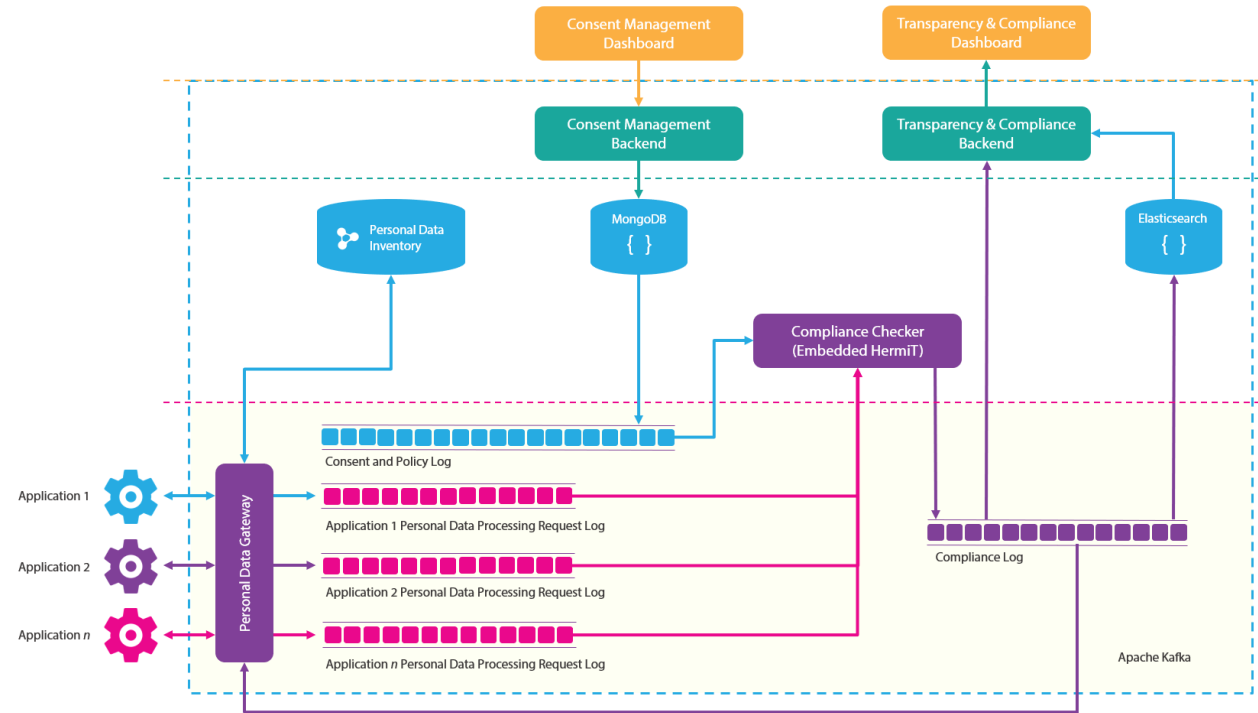 Consent Management
Dashboard
Transparency & Compliance
Dashboard
Consent Management
Backend
Transparency & Compliance
Backend
Personal Data
Inventory
MongoDB
{ }
Elasticsearch
{ }
Compliance Checker
(Embedded HermiT)
Consent and Policy Log
Application 1
Personal Data Gateway
Application 1 Personal Data Processing Request Log
Compliance Log
Application 2
Application 2 Personal Data Processing Request Log
Application n
Application n Personal Data Processing Request Log
Apache Kafka